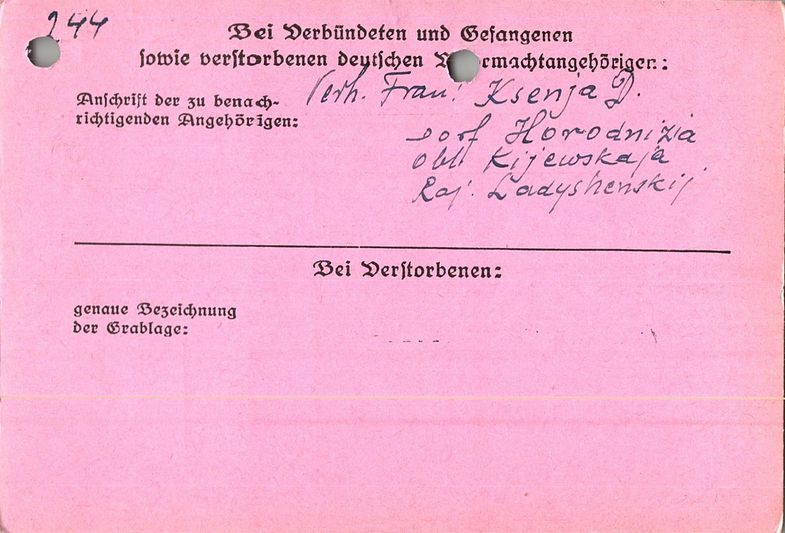 244
Bei Verbündeten und Gefangenen
sowie verstorbenen deutschen Wehrmachtangehörigen:
Anschrift der zu benach-
richtigenden Angehörigen:
Verh. Frau: Ksenja D.
Dorf Horodnizia
Obl. Kijewskaja
Raj. Ladyshenskij
Bei Verstorbenen:
genaue Bezeichnung
der Grablage: